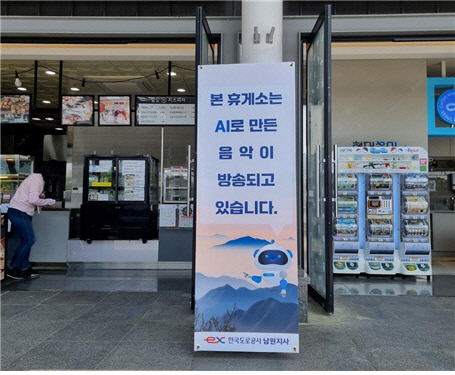 본 휴게소는
AI로 만든
음 악 이
방송되고
있습니다.
ex 한국도로공사 남원지사